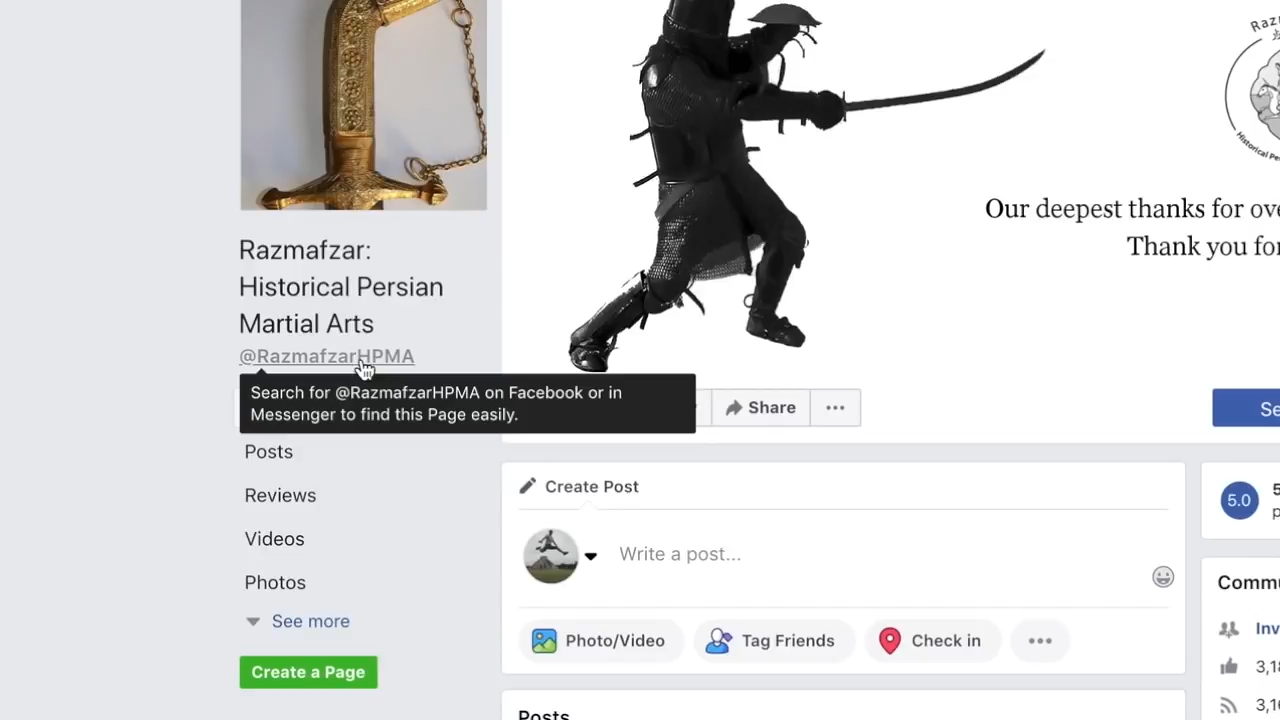 Our deepest thanks for
Thank you for
Razmafzar:
Historical Persian
Martial Arts
@RazmafzarHPMA
Search for @RazmafzarHPMA on Facebook or in
Messenger to find this Page easily.
Share
Posts
Reviews
Videos
Photos
See more
Create a Page
Create Post
Write a post...
Photo/Video
Tag Friends
Check in
5.0
Posts